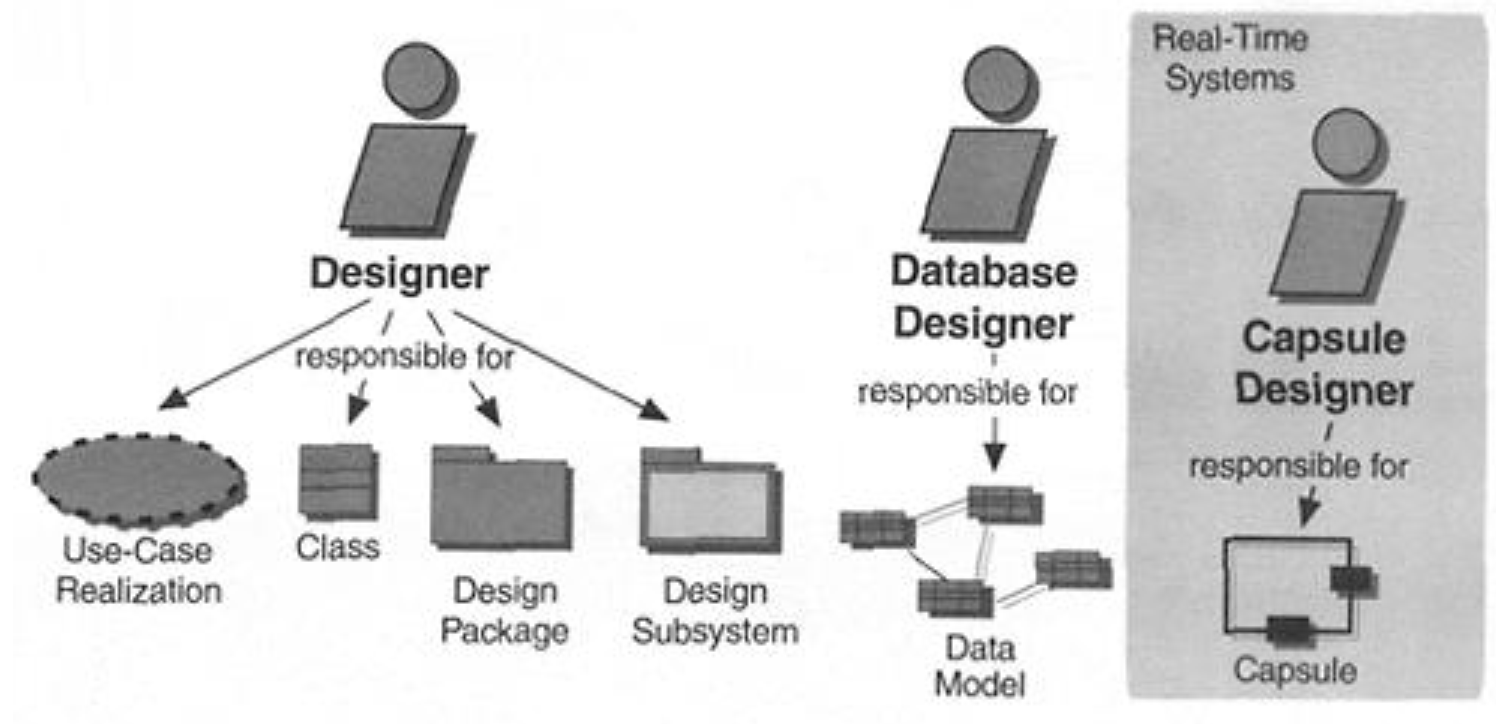 Designer
responsible for
Use-Case
Realization
Class
Design
Package
Design
Subsystem
Database
Designer
responsible for
Data
Model
Real-Time
Systems
Capsule
Designer
responsible for
Capsule